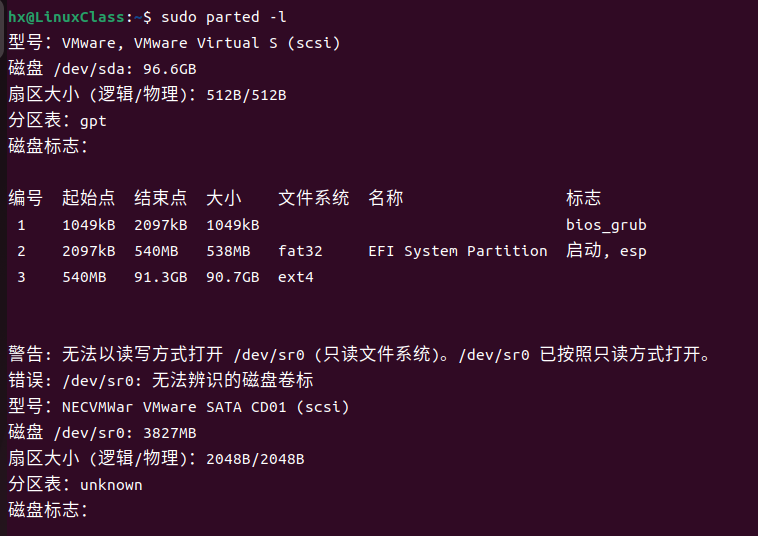 hx@LinuxClass:~$ sudo parted -l
型号：VMware, VMware Virtual S (scsi)
磁盘 /dev/sda: 96.6GB
扇区大小 (逻辑/物理)：512B/512B
分区表：gpt
磁盘标志：
编号 起始点 结束点 大小 文件系统 名称 标志
1 1049kB 2097kB 1049kB bios_grub
2 2097kB 540MB 538MB fat32 EFI System Partition 启动, esp
3 540MB 91.3GB 90.7GB ext4
警告: 无法以读写方式打开 /dev/sr0 (只读文件系统)。/dev/sr0 已按照只读方式打开。
错误: /dev/sr0: 无法辨识的磁盘卷标
型号：NECVMWar VMware SATA CD01 (scsi)
磁盘 /dev/sr0: 3827MB
扇区大小 (逻辑/物理)：2048B/2048B
分区表：unknown
磁盘标志：